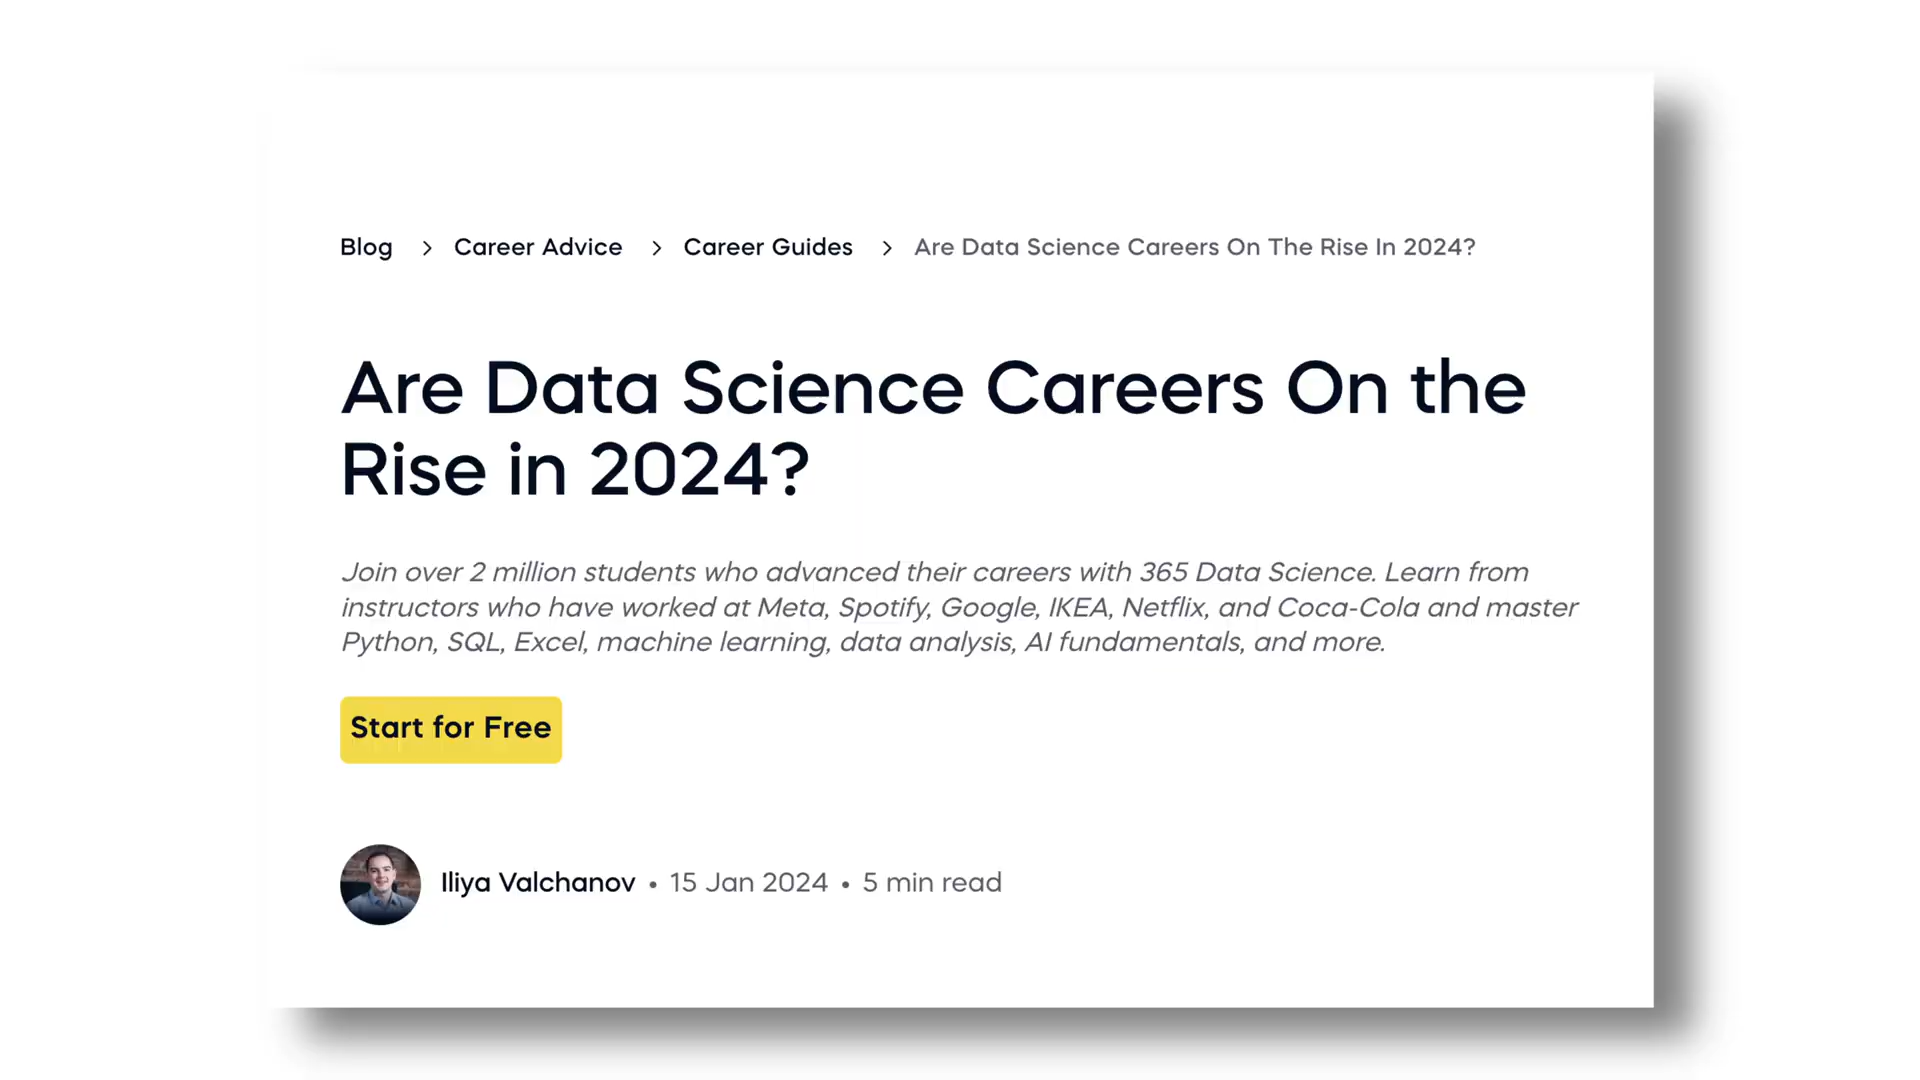 Blog > Career Advice > Career Guides > Are Data Science Careers On The Rise In 2024?
Are Data Science Careers On the
Rise in 2024?
Join over 2 million students who advanced their careers with 365 Data Science. Learn from
instructors who have worked at Meta, Spotify, Google, IKEA, Netflix, and Coca-Cola and master
Python, SQL, Excel, machine learning, data analysis, AI fundamentals, and more.
Start for Free
Iliya Valchanov • 15 Jan 2024 • 5 min read